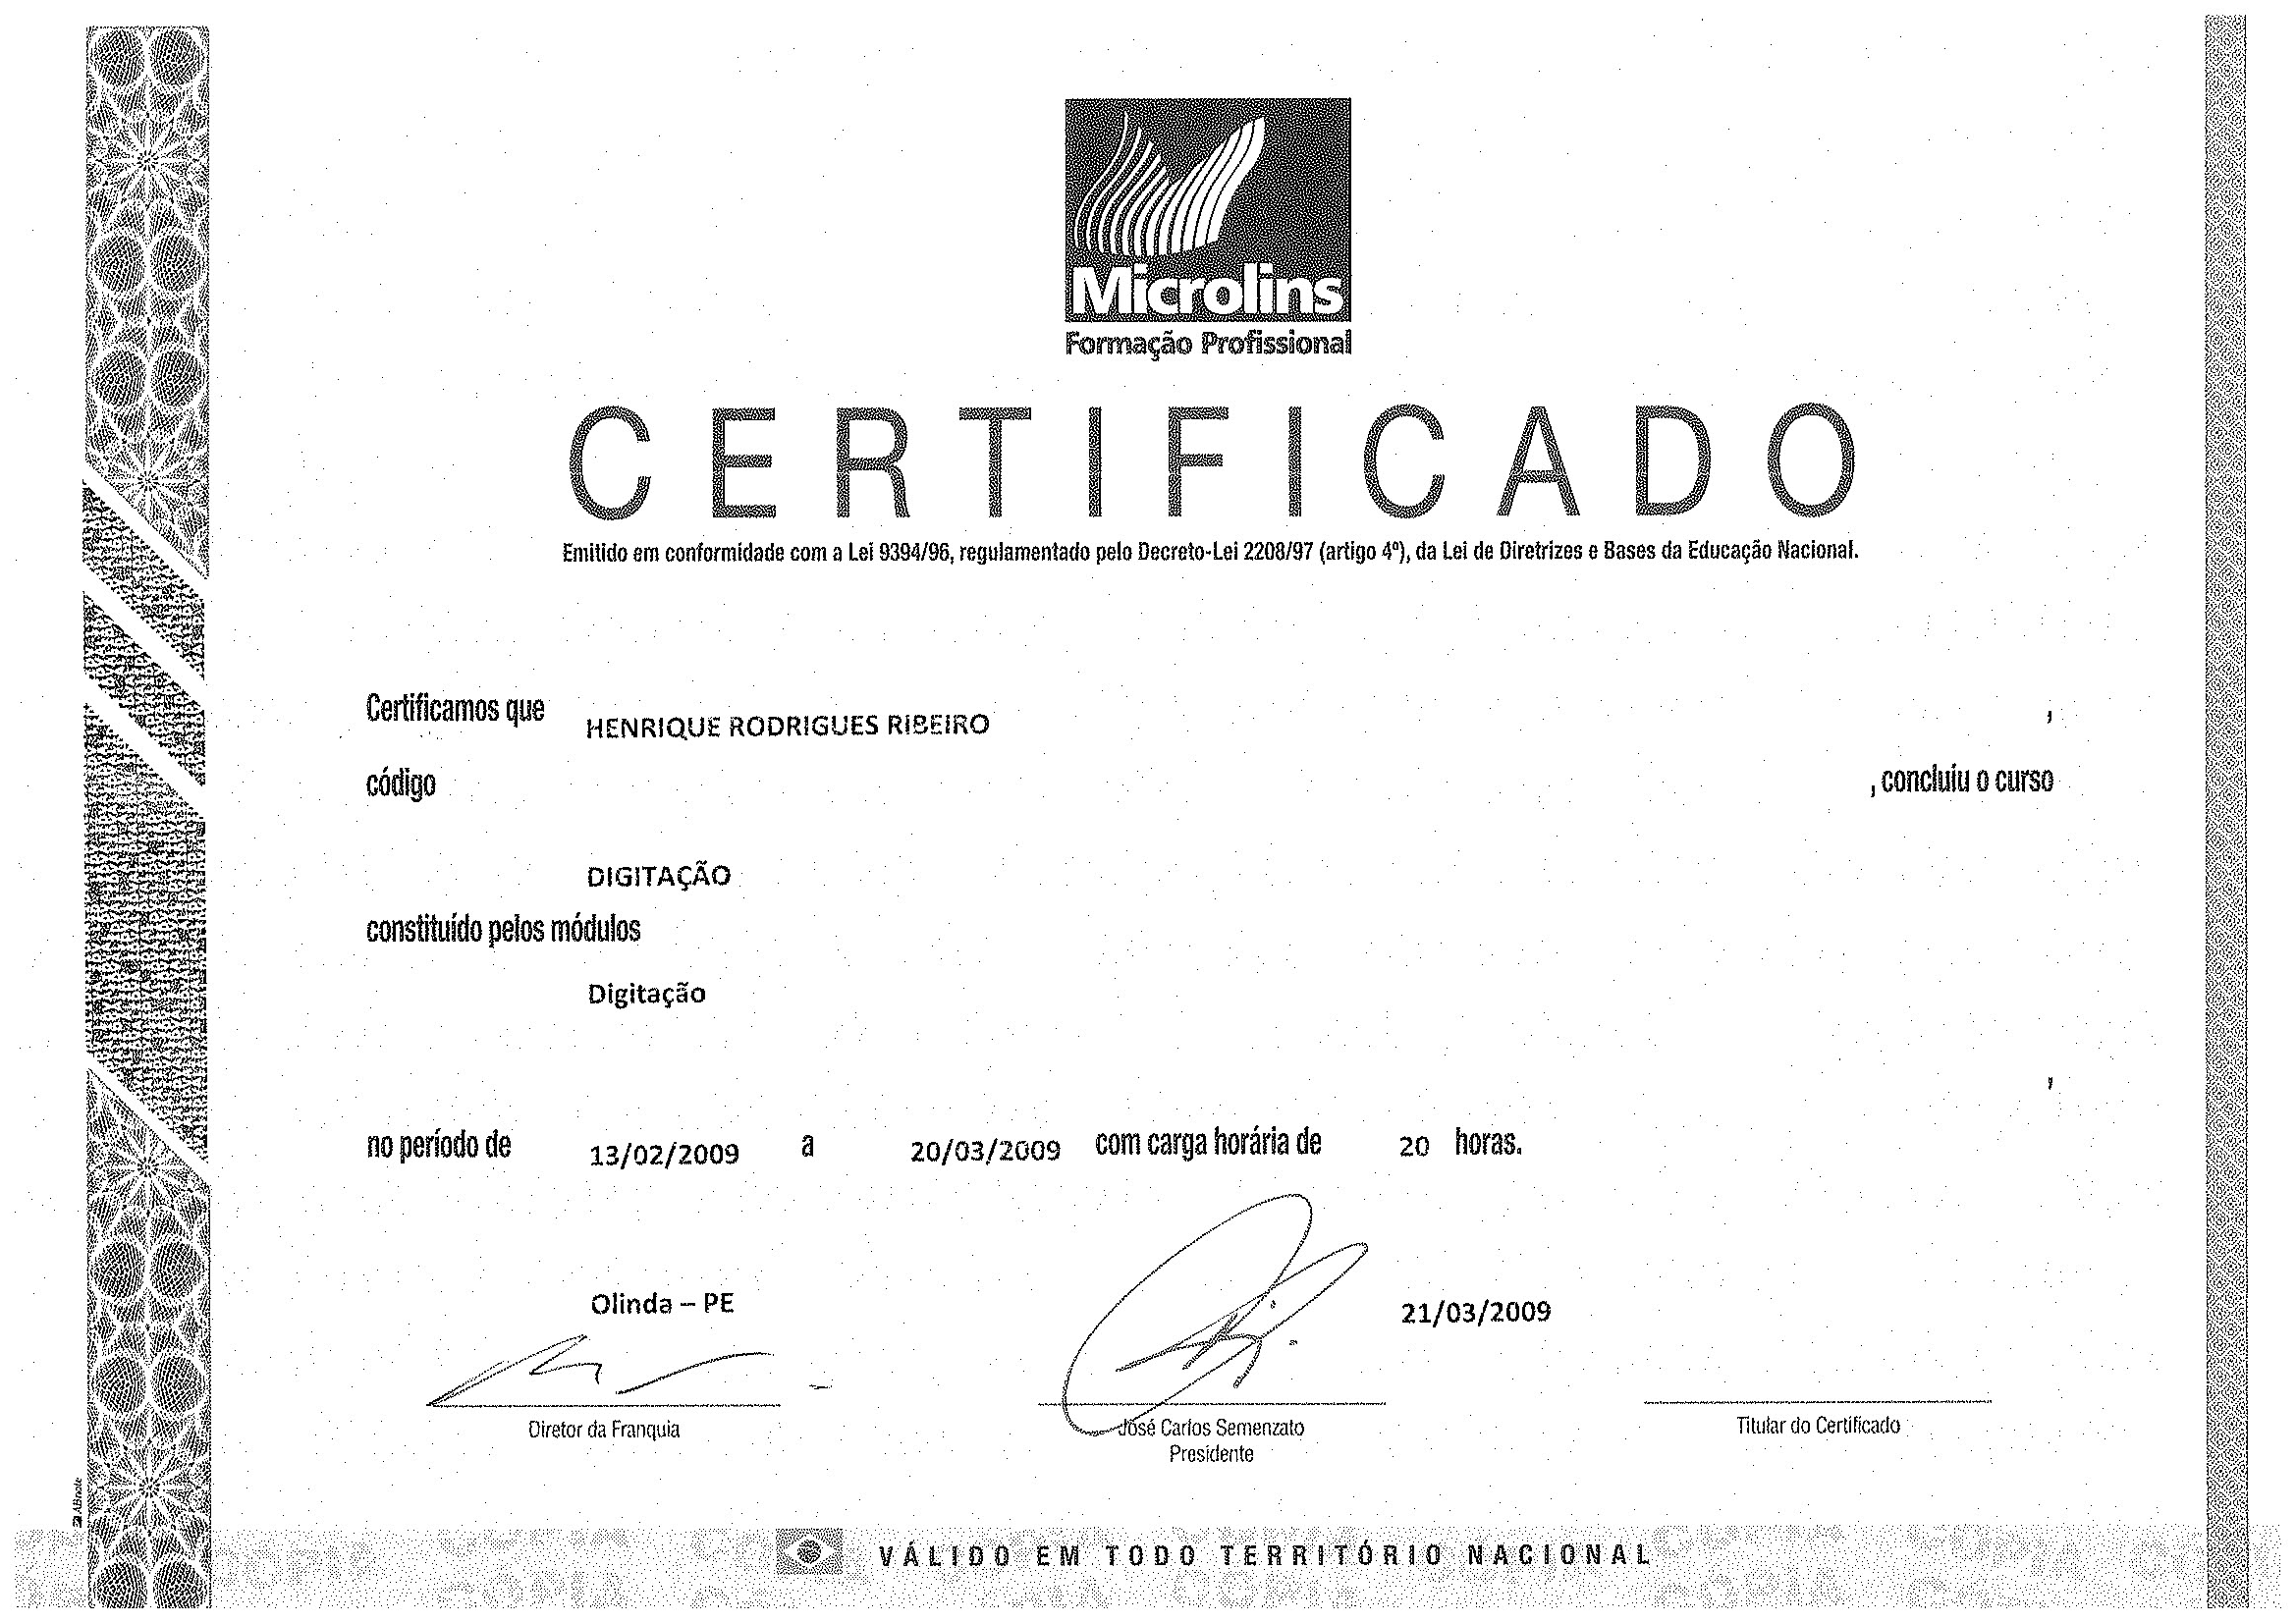 Microlins
Formação Profissional
CERTIFICADO
Emitido em conformidade com a Lei 9394/96, regulamentado pelo Decreto-Lei 2208/97 (artigo 4º), da Lei de Diretrizes e Bases da Educação Nacional.
Certificamos que HENRIQUE RODRIGUES RIBEIRO ,
código , concluiu o curso
DIGITAÇÃO
constituído pelos módulos
Digitação
,
no período de 13/02/2009 a 20/03/2009 com carga horária de 20 horas.
Olinda – PE 21/03/2009
Diretor da Franquia José Carlos Semenzato Titular do Certificado
Presidente
ABnote
VÁLIDO EM TODO TERRITÓRIO NACIONAL
COPIA COPIA